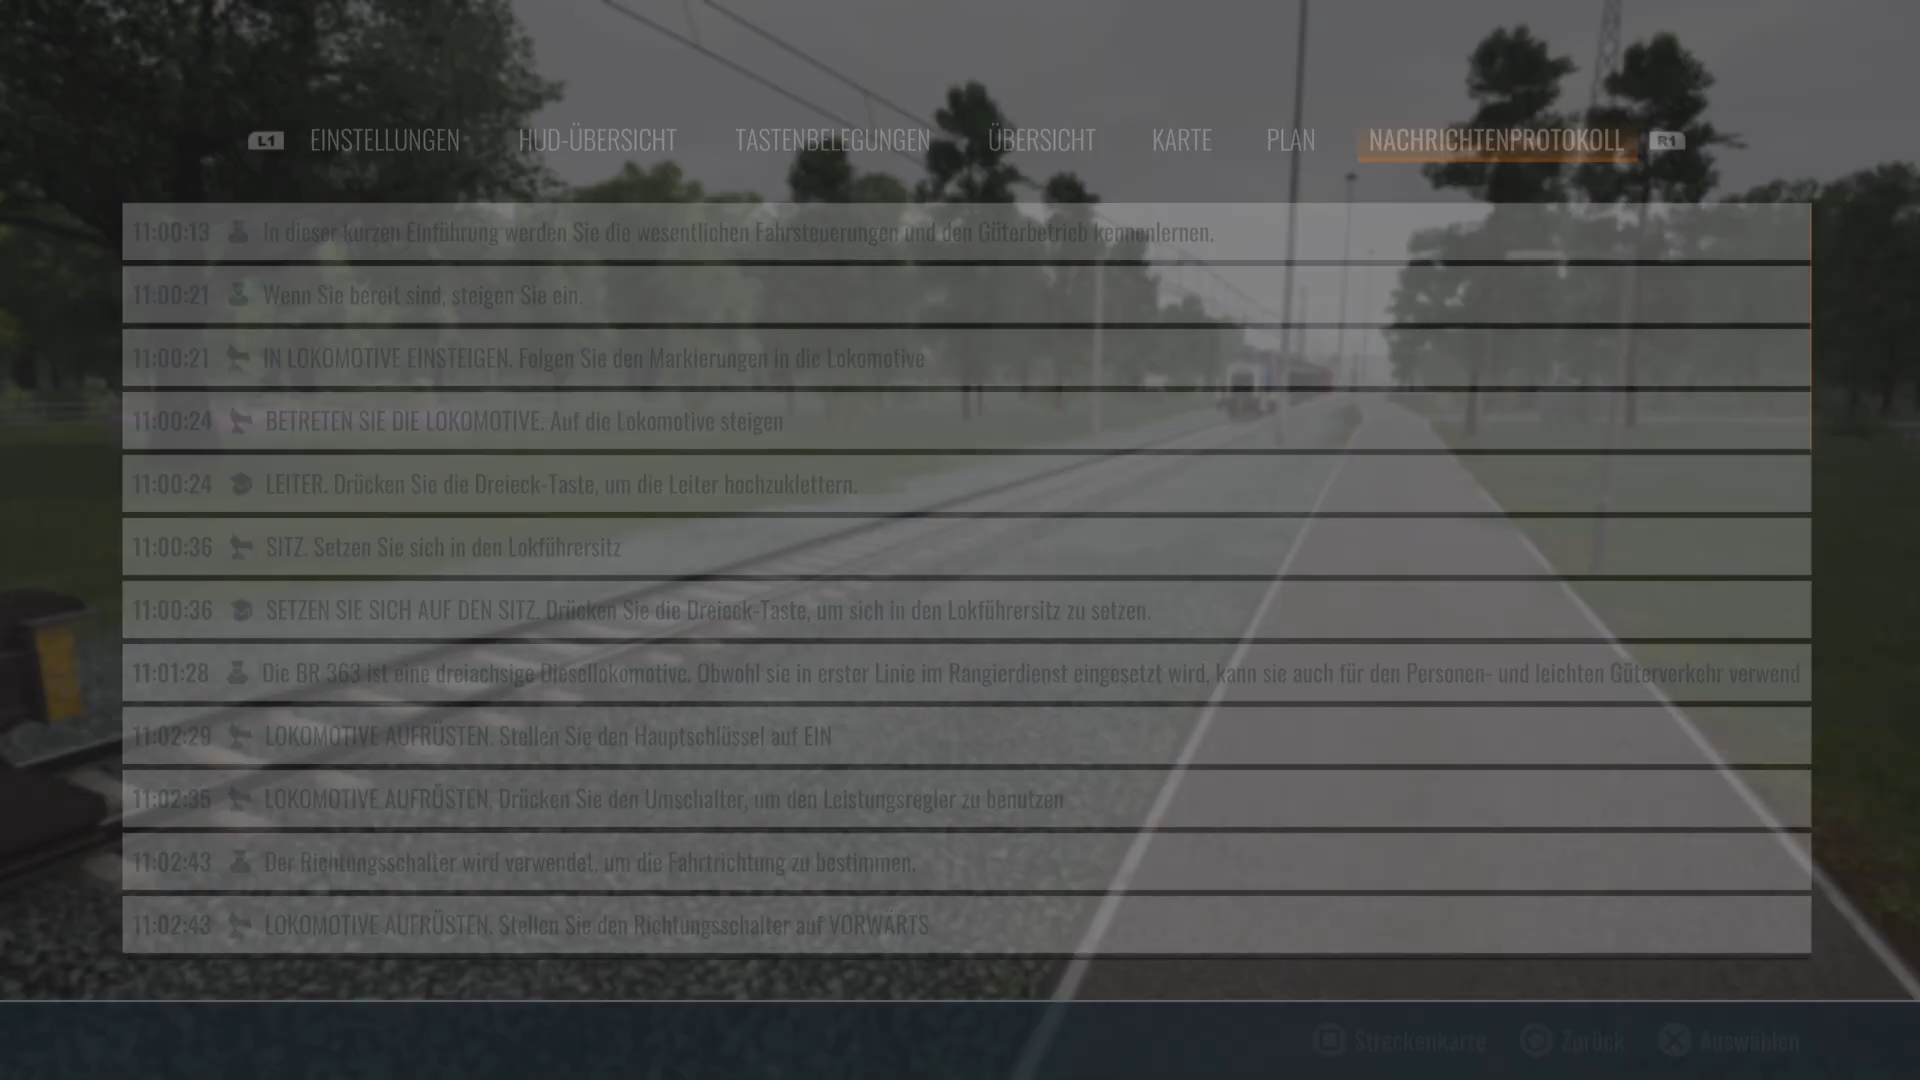 L1 EINSTELLUNGEN HUD-ÜBERSICHT TASTENBELEGUNGEN ÜBERSICHT KARTE PLAN NACHRICHTENPROTOKOLL R1
11:00:13 In dieser kurzen Einführung werden Sie die wesentlichen Fahrsteuerungen und den Güterbetrieb kennenlernen.
11:00:21 Wenn Sie bereit sind, steigen Sie ein.
11:00:21 IN LOKOMOTIVE EINSTEIGEN. Folgen Sie den Markierungen in die Lokomotive
11:00:24 BETRETEN SIE DIE LOKOMOTIVE. Auf die Lokomotive steigen
11:00:24 LEITER. Drücken Sie die Dreieck-Taste, um die Leiter hochzuklettern.
11:00:36 SITZ. Setzen Sie sich in den Lokführersitz
11:00:36 SETZEN SIE SICH AUF DEN SITZ. Drücken Sie die Dreieck-Taste, um sich in den Lokführersitz zu setzen.
11:01:28 Die BR 363 ist eine dreiachsige Diesellokomotive. Obwohl sie in erster Linie im Rangierdienst eingesetzt wird, kann sie auch für den Personen- und leichten Güterverkehr verwend
11:02:29 LOKOMOTIVE AUFRÜSTEN. Stellen Sie den Hauptschlüssel auf EIN
11:02:35 LOKOMOTIVE AUFRÜSTEN. Drücken Sie den Umschalter, um den Leistungsregler zu benutzen
11:02:43 Der Richtungsschalter wird verwendet, um die Fahrtrichtung zu bestimmen.
11:02:43 LOKOMOTIVE AUFRÜSTEN. Stellen Sie den Richtungsschalter auf VORWÄRTS
Streckenkarte Zurück Auswählen